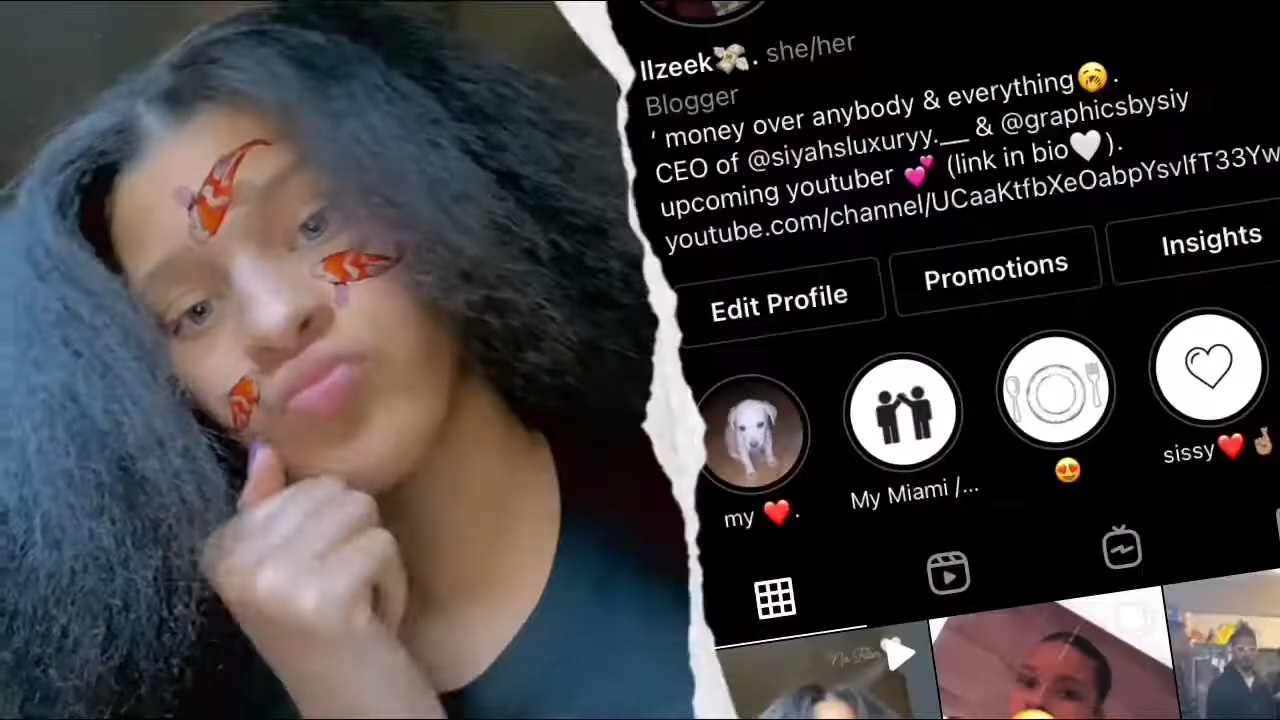 llzeek💸. she/her
Blogger
‘ money over anybody & everything🥱.
CEO of @siyahsluxuryy.__ & @graphicsbysiy
upcoming youtuber 💕 (link in bio🤍).
youtube.com/channel/UCaaKtfbXeOabpYsvlfT33Yw
Edit Profile
Promotions
Insights
my ❤️.
My Miami /...
😍
sissy❤️🤞🏽